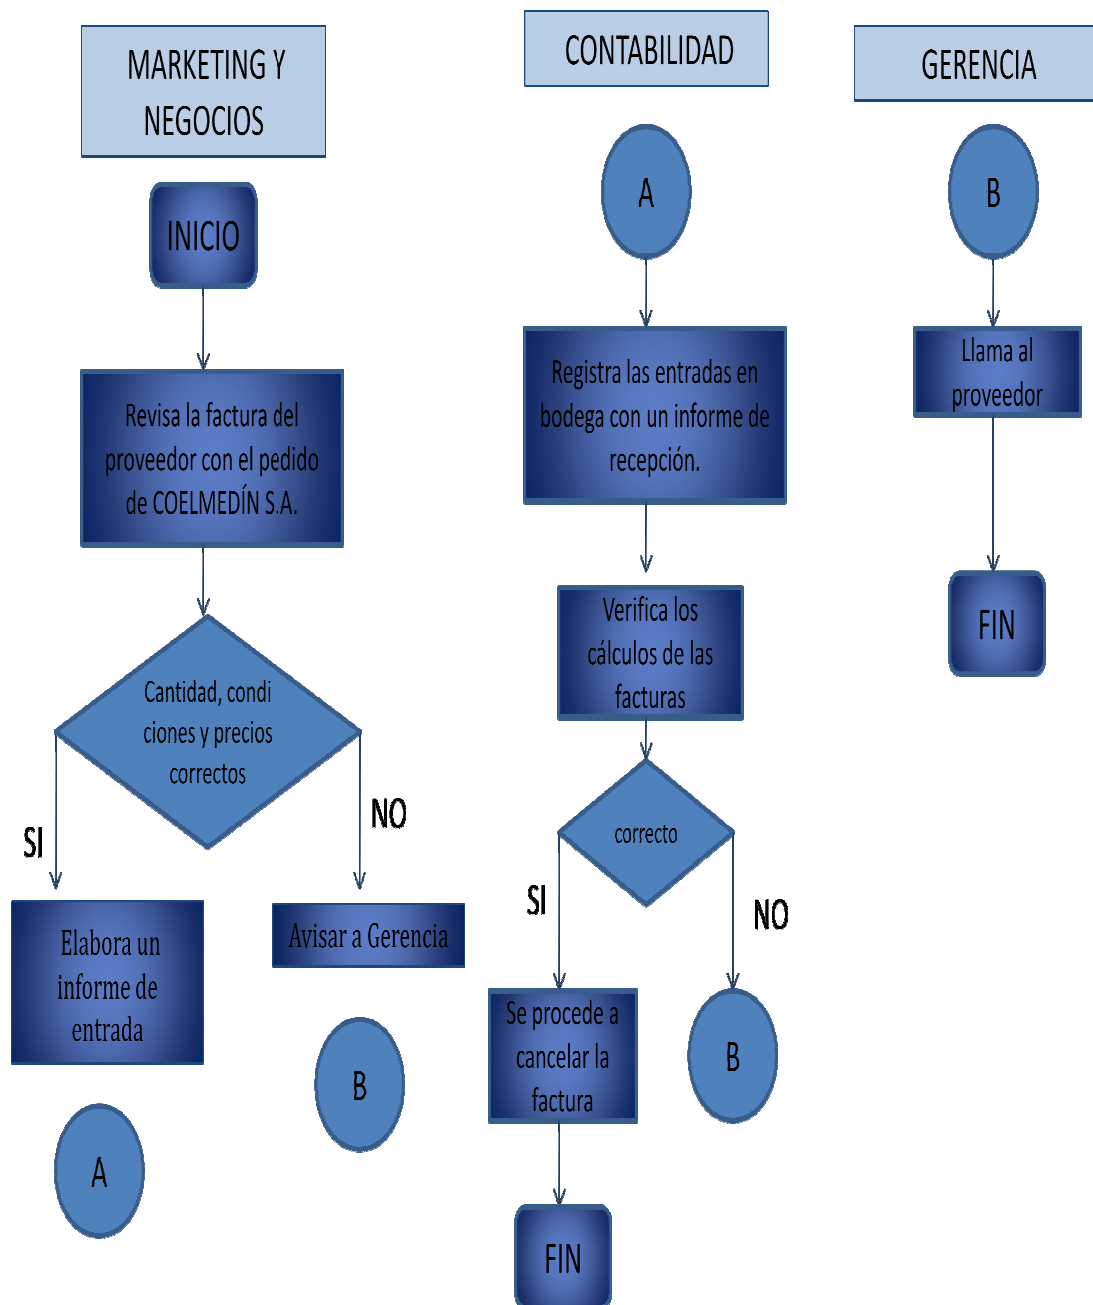 MARKETING Y
NEGOCIOS
INICIO
Revisa la factura del
proveedor con el pedido
de COELMEDÍN S.A.
Cantidad, condi
ciones y precios
correctos
SI
NO
Elabora un
informe de
entrada
Avisar a Gerencia
A
B
CONTABILIDAD
A
Registra las entradas en
bodega con un informe de
recepción.
Verifica los
cálculos de las
facturas
correcto
SI
NO
Se procede a
cancelar la
factura
B
FIN
GERENCIA
B
Llama al
proveedor
FIN